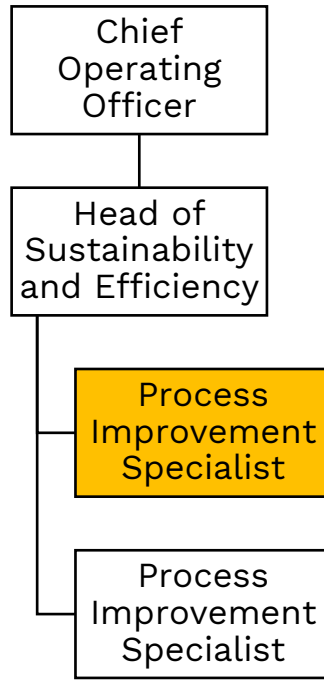 Chief
Operating
Officer
Head of
Sustainability
and Efficiency
Process
Improvement
Specialist
Process
Improvement
Specialist